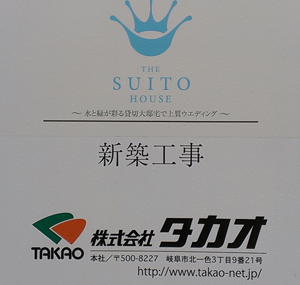 THE
SUITO
HOUSE
～ 水と緑が彩る貸切大邸宅で上質ウエディング ～
新築工事
TAKAO
株式会社 タカオ
本社／〒500-8227 岐阜市北一色3丁目9番21号
http://www.takao-net.jp/